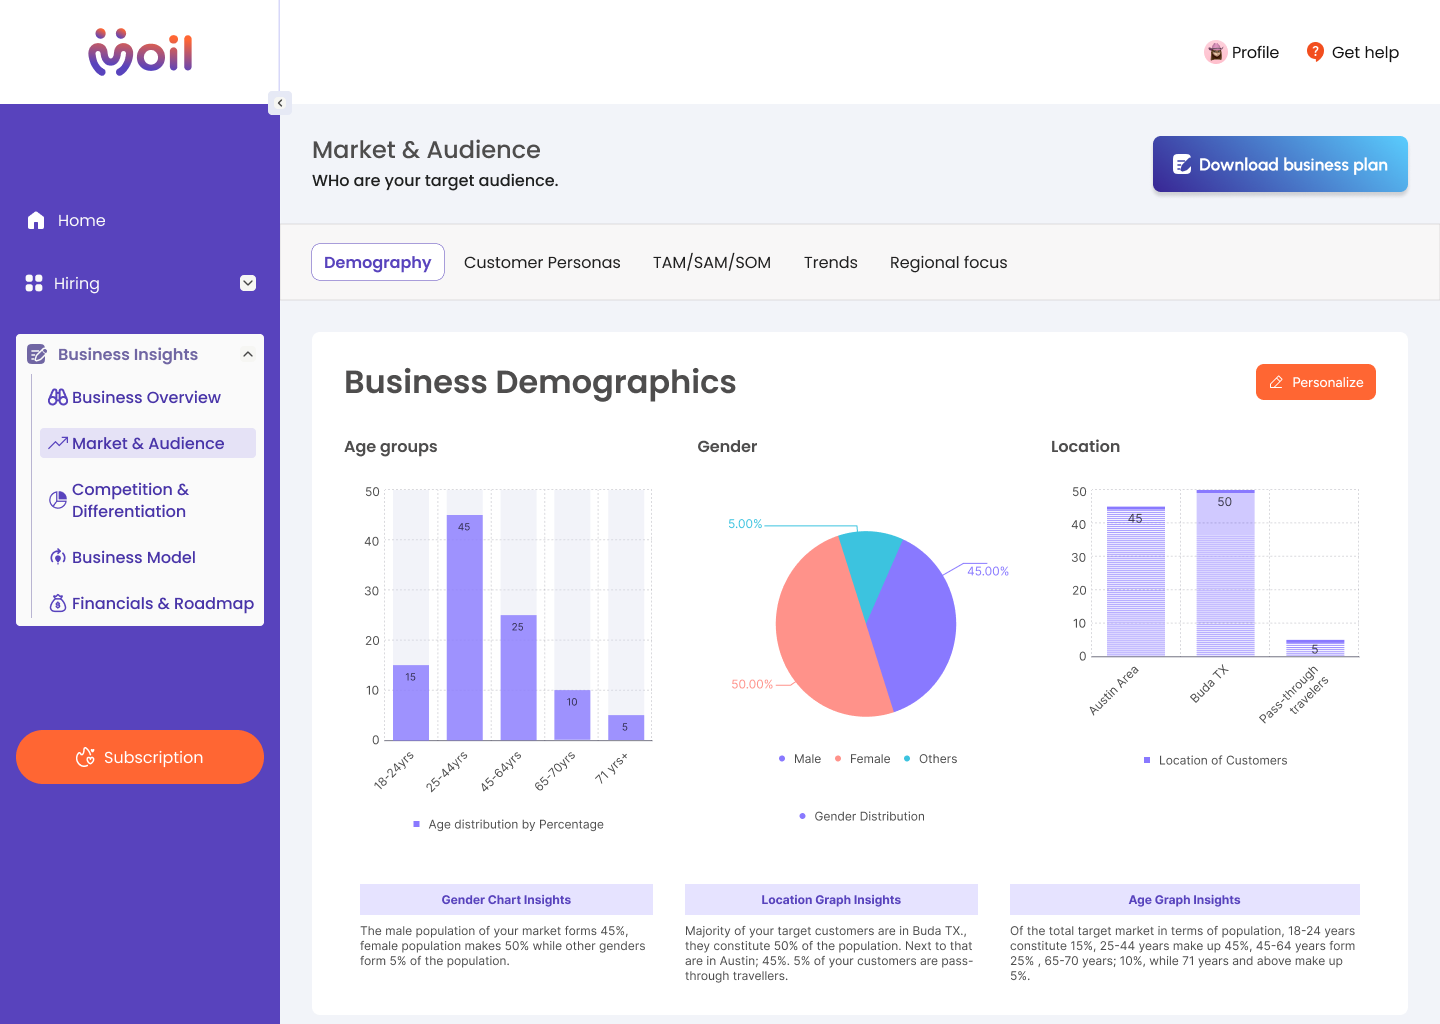 moil
Profile
Get help
Market & Audience
WHo are your target audience.
Download business plan
Home
Hiring
Business Insights
Business Overview
Market & Audience
Competition &
Differentiation
Business Model
Financials & Roadmap
Subscription
Demography
Customer Personas
TAM/SAM/SOM
Trends
Regional focus
Business Demographics
Personalize
Age groups
50
40
30
20
10
0
15
45
25
10
5
18-24yrs
25-44yrs
45-64yrs
65-70yrs
71 yrs+
Age distribution by Percentage
Gender
5.00%
45.00%
50.00%
Male
Female
Others
Gender Distribution
Location
50
40
30
20
10
0
45
50
5
Austin Area
Buda TX
Pass-through
travelers
Location of Customers
Gender Chart Insights
The male population of your market forms 45%,
female population makes 50% while other genders
form 5% of the population.
Location Graph Insights
Majority of your target customers are in Buda TX.,
they constitute 50% of the population. Next to that
are in Austin; 45%. 5% of your customers are pass-
through travellers.
Age Graph Insights
Of the total target market in terms of population, 18-24 years
constitute 15%, 25-44 years make up 45%, 45-64 years form
25% , 65-70 years; 10%, while 71 years and above make up
5%.